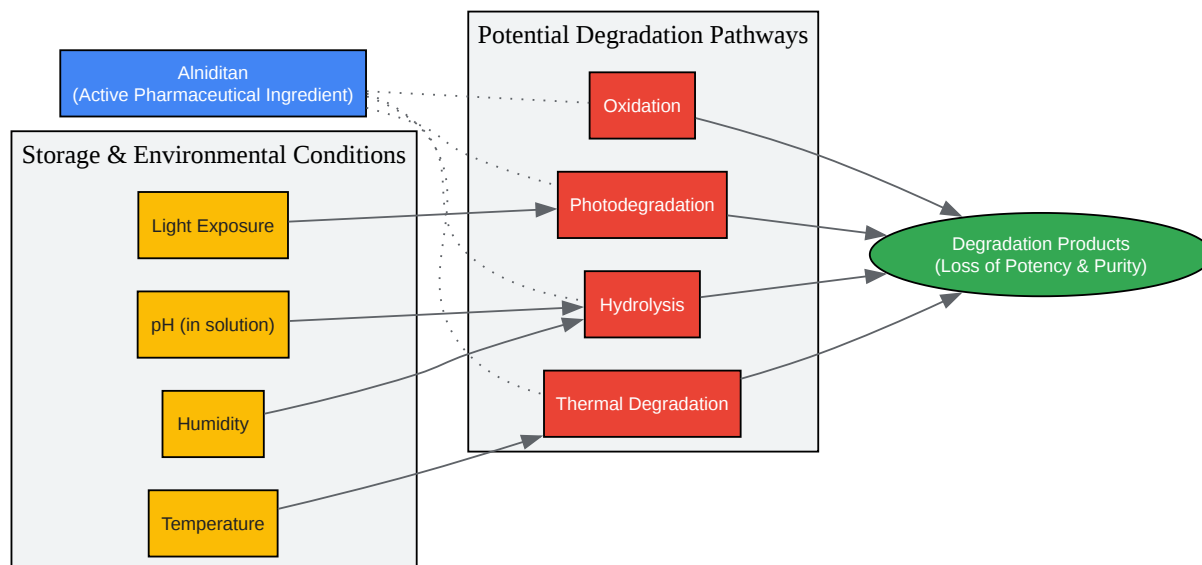 Alniditan
(Active Pharmaceutical Ingredient)
Storage & Environmental Conditions
Light Exposure
pH (in solution)
Humidity
Temperature
Potential Degradation Pathways
Oxidation
Photodegradation
Hydrolysis
Thermal Degradation
Degradation Products
(Loss of Potency & Purity)